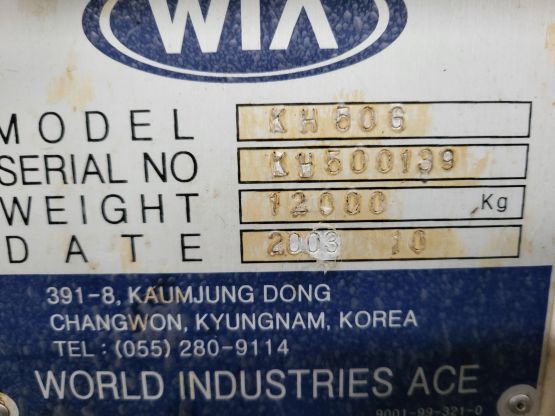 WIA
MODEL KH506
SERIAL NO KH500139
WEIGHT 12000 Kg
DATE 2003 10
391-8, KAUMJUNG DONG
CHANGWON, KYUNGNAM, KOREA
TEL : (055) 280-9114
WORLD INDUSTRIES ACE